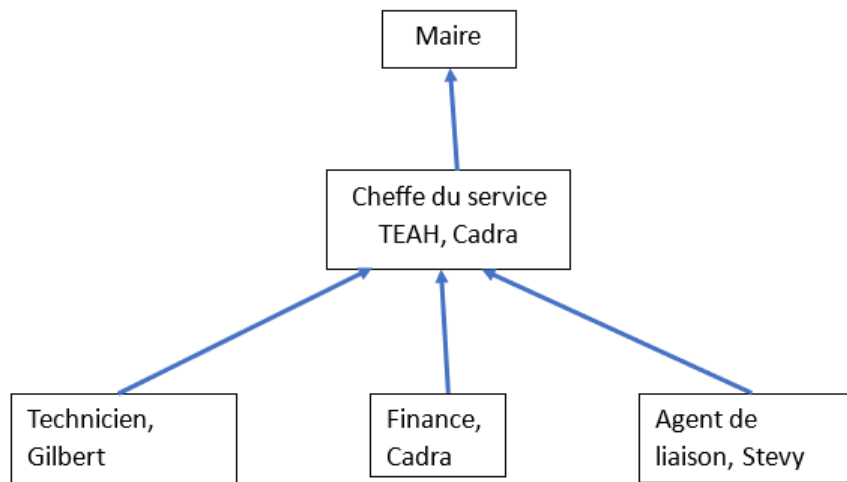 Maire
Cheffe du service
TEAH, Cadra
Technicien,
Gilbert
Finance,
Cadra
Agent de
liaison, Stevy